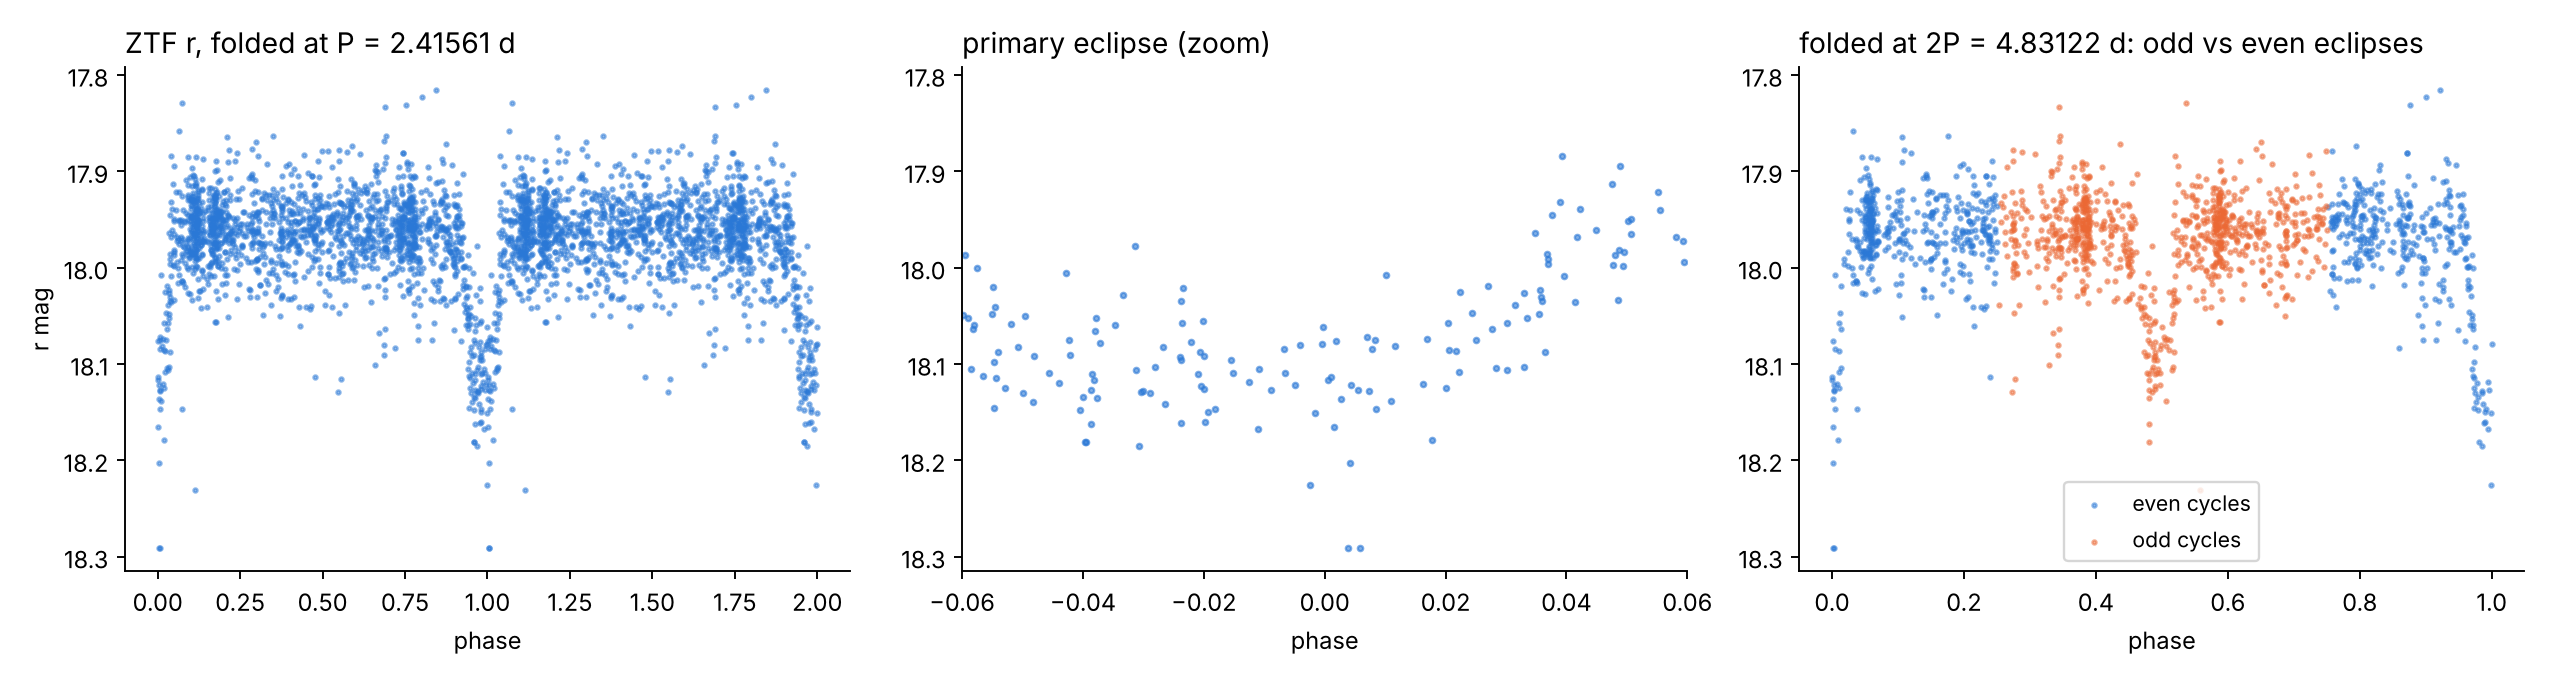 ZTF r, folded at P = 2.41561 d
primary eclipse (zoom)
folded at 2P = 4.83122 d: odd vs even eclipses
r mag
17.8
17.9
18.0
18.1
18.2
18.3
0.00 0.25 0.50 0.75 1.00 1.25 1.50 1.75 2.00
phase
17.8
17.9
18.0
18.1
18.2
18.3
−0.06 −0.04 −0.02 0.00 0.02 0.04 0.06
phase
17.8
17.9
18.0
18.1
18.2
18.3
even cycles
odd cycles
0.0 0.2 0.4 0.6 0.8 1.0
phase